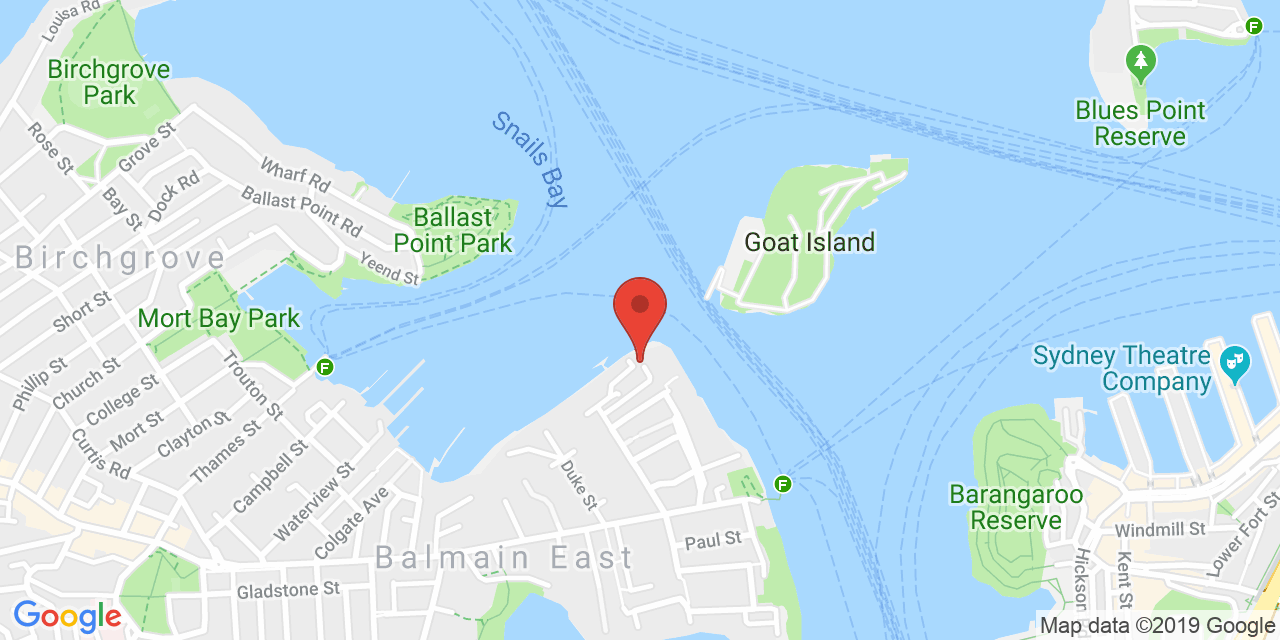 Louisa Rd
F
Birchgrove
Park
Blues Point
Reserve
Snails Bay
Rose St
Grove St
Wharf Rd
Dock Rd
Bay St
Ballast Point Rd
Ballast
Point Park
Goat Island
Birchgrove
Yeend St
Short St
Mort Bay Park
F
Sydney Theatre
Company
Phillip St
Church St
College St
Trouton St
Mort St
Clayton St
Curtis Rd
Thames St
Campbell St
Waterview St
Colgate Ave
Duke St
F
Barangaroo
Reserve
Windmill St
Lower Fort St
Paul St
Balmain East
Hickson
Kent St
Gladstone St
Google
Map data ©2019 Google